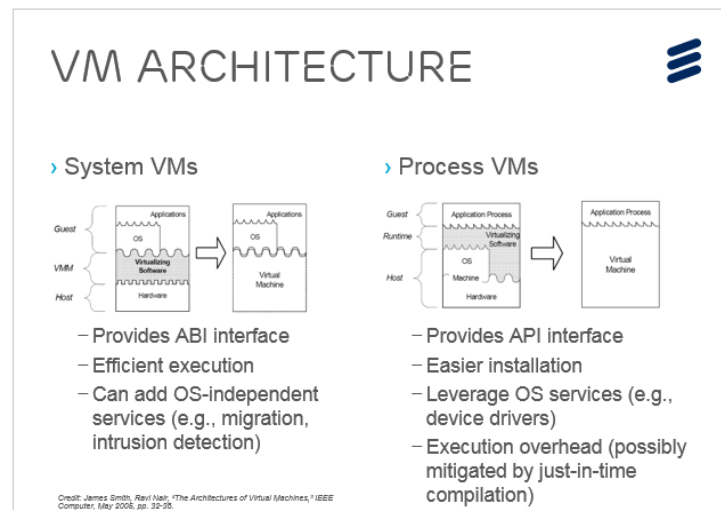 VM ARCHITECTURE
› System VMs
Guest
VMM
Host
Applications
OS
Virtualizing
Software
Hardware
Applications
OS
Virtual
Machine
– Provides ABI interface
– Efficient execution
– Can add OS-independent
services (e.g., migration,
intrusion detection)
› Process VMs
Guest
Runtime
Host
Application Process
Virtualizing
Software
OS
Machine
Hardware
Application Process
Virtual
Machine
– Provides API interface
– Easier installation
– Leverage OS services (e.g.,
device drivers)
– Execution overhead (possibly
mitigated by just-in-time
compilation)
Credit: James Smith, Ravi Nair, “The Architectures of Virtual Machines,” IEEE
Computer, May 2005, pp. 32-38.